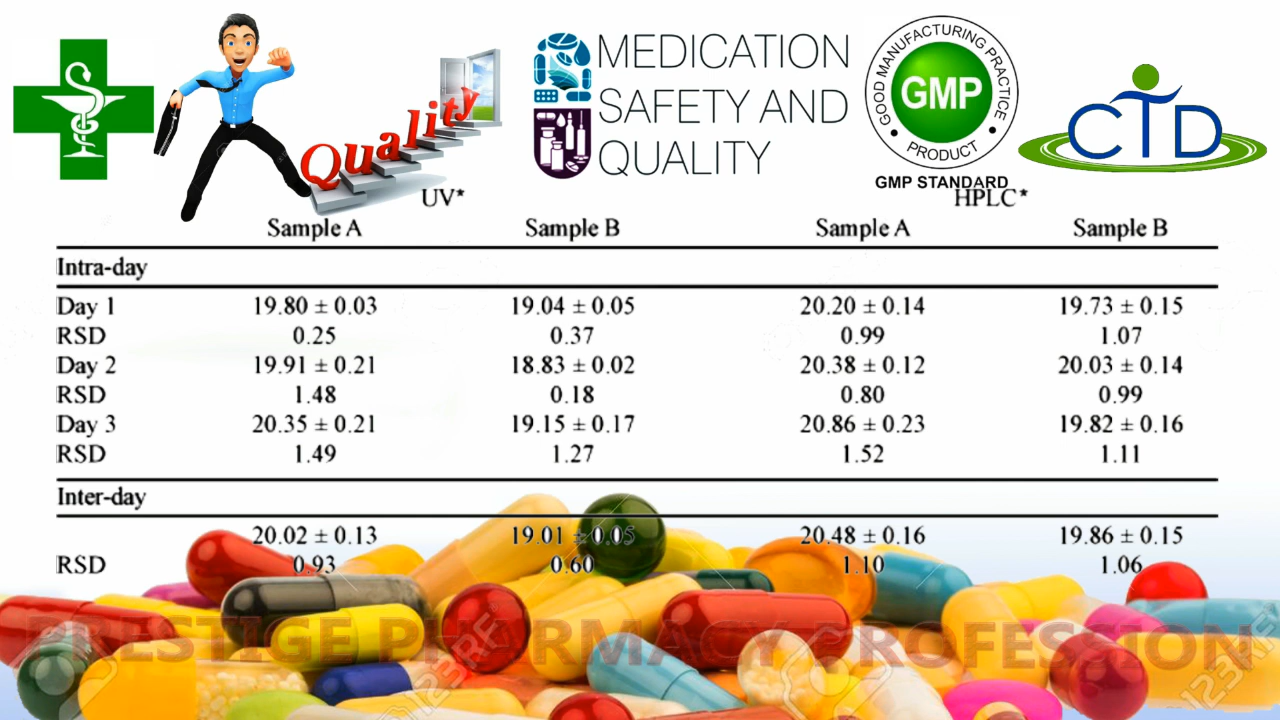 Quality
MEDICATION
SAFETY AND
QUALITY
GOOD MANUFACTURING PRACTICE
GMP
PRODUCT
GMP STANDARD
CTD
UV* HPLC*
Sample A Sample B Sample A Sample B
Intra-day
Day 1 19.80 ± 0.03 19.04 ± 0.05 20.20 ± 0.14 19.73 ± 0.15
RSD 0.25 0.37 0.99 1.07
Day 2 19.91 ± 0.21 18.83 ± 0.02 20.38 ± 0.12 20.03 ± 0.14
RSD 1.48 0.18 0.80 0.99
Day 3 20.35 ± 0.21 19.15 ± 0.17 20.86 ± 0.23 19.82 ± 0.16
RSD 1.49 1.27 1.52 1.11
Inter-day
20.02 ± 0.13 19.01 ± 0.05 20.48 ± 0.16 19.86 ± 0.15
RSD 0.93 0.60 1.10 1.06
PRESTIGE PHARMACY PROFESSION
123RF
123RF